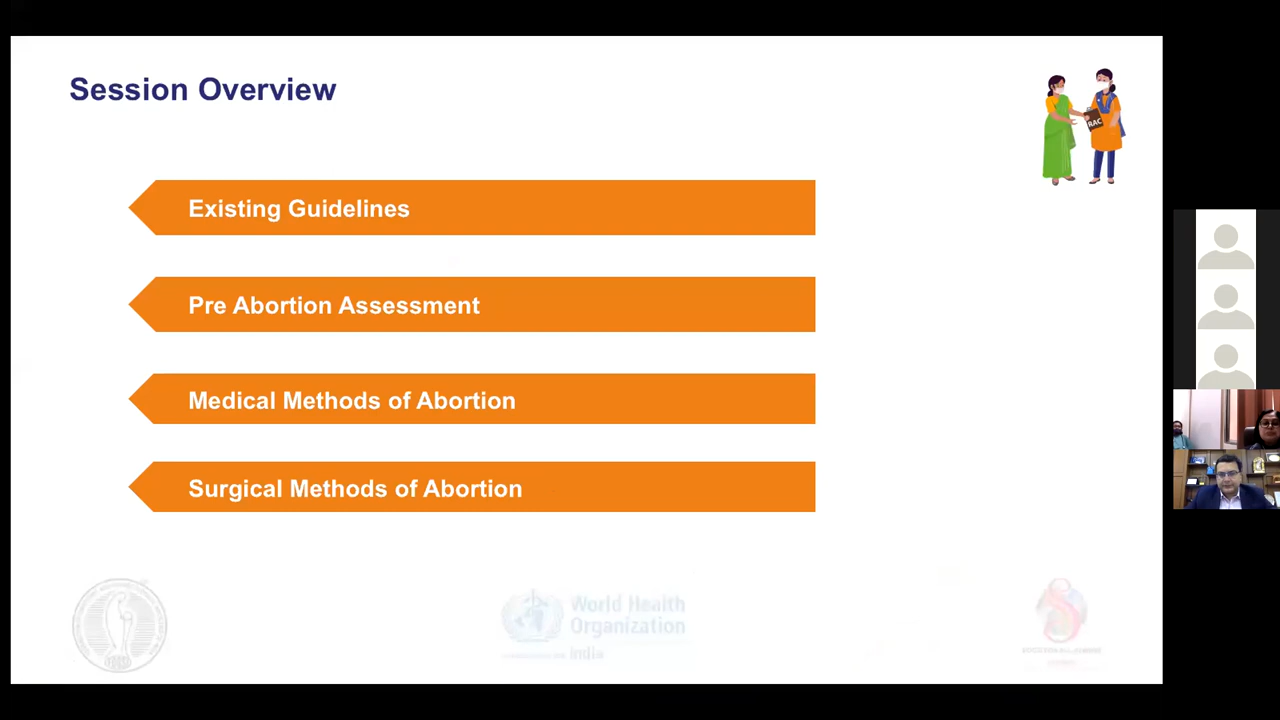 Session Overview
RAC
Existing Guidelines
Pre Abortion Assessment
Medical Methods of Abortion
Surgical Methods of Abortion
World Health
Organization
India